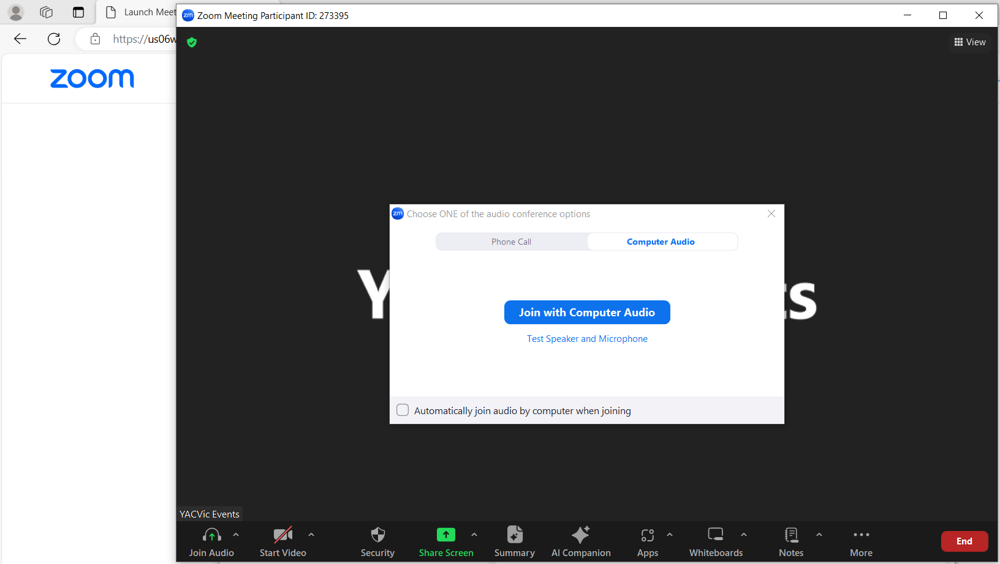 Launch Meet
Zoom Meeting Participant ID: 273395
https://us06w
View
zoom
Choose ONE of the audio conference options
Phone Call
Computer Audio
Y
ts
Join with Computer Audio
Test Speaker and Microphone
Automatically join audio by computer when joining
YACVic Events
Join Audio
Start Video
Security
Share Screen
Summary
AI Companion
Apps
Whiteboards
Notes
More
End